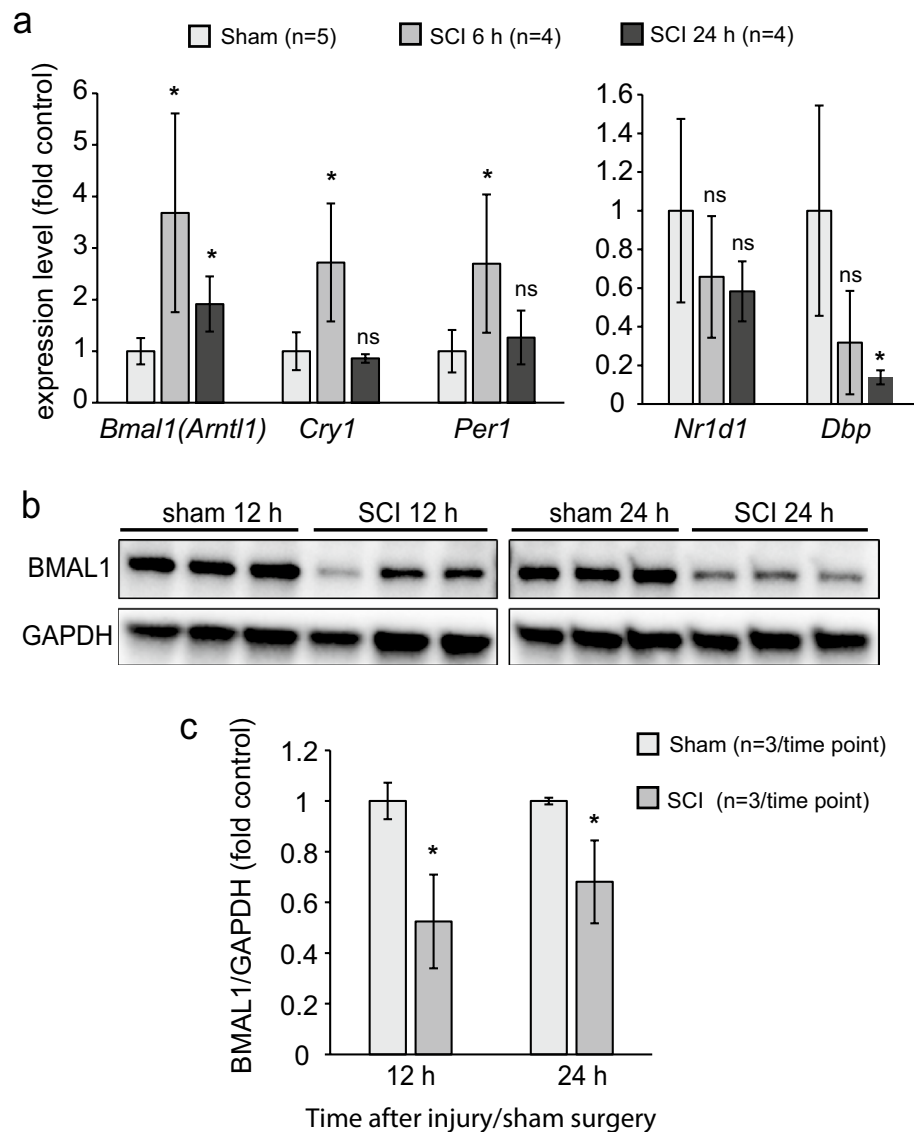 a
Sham (n=5) SCI 6 h (n=4) SCI 24 h (n=4)
expression level (fold control)
6
5
4
3
2
1
0
* * * ns * ns
Bmal1(Arntl1) Cry1 Per1
1.6
1.4
1.2
1
0.8
0.6
0.4
0.2
0
ns ns ns *
Nr1d1 Dbp
b
sham 12 h SCI 12 h sham 24 h SCI 24 h
BMAL1
GAPDH
c
BMAL1/GAPDH (fold control)
1.2
1
0.8
0.6
0.4
0.2
0
* *
12 h 24 h
Time after injury/sham surgery
Sham (n=3/time point)
SCI (n=3/time point)